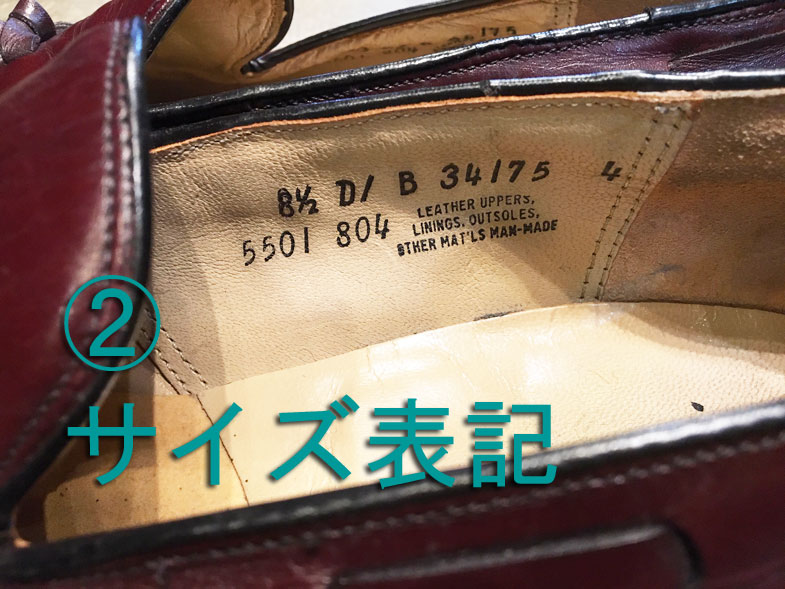 8½ D/ B 34175 4
5501 804
LEATHER UPPERS,
LININGS, OUTSOLES,
OTHER MAT'LS MAN-MADE
②
サイズ表記